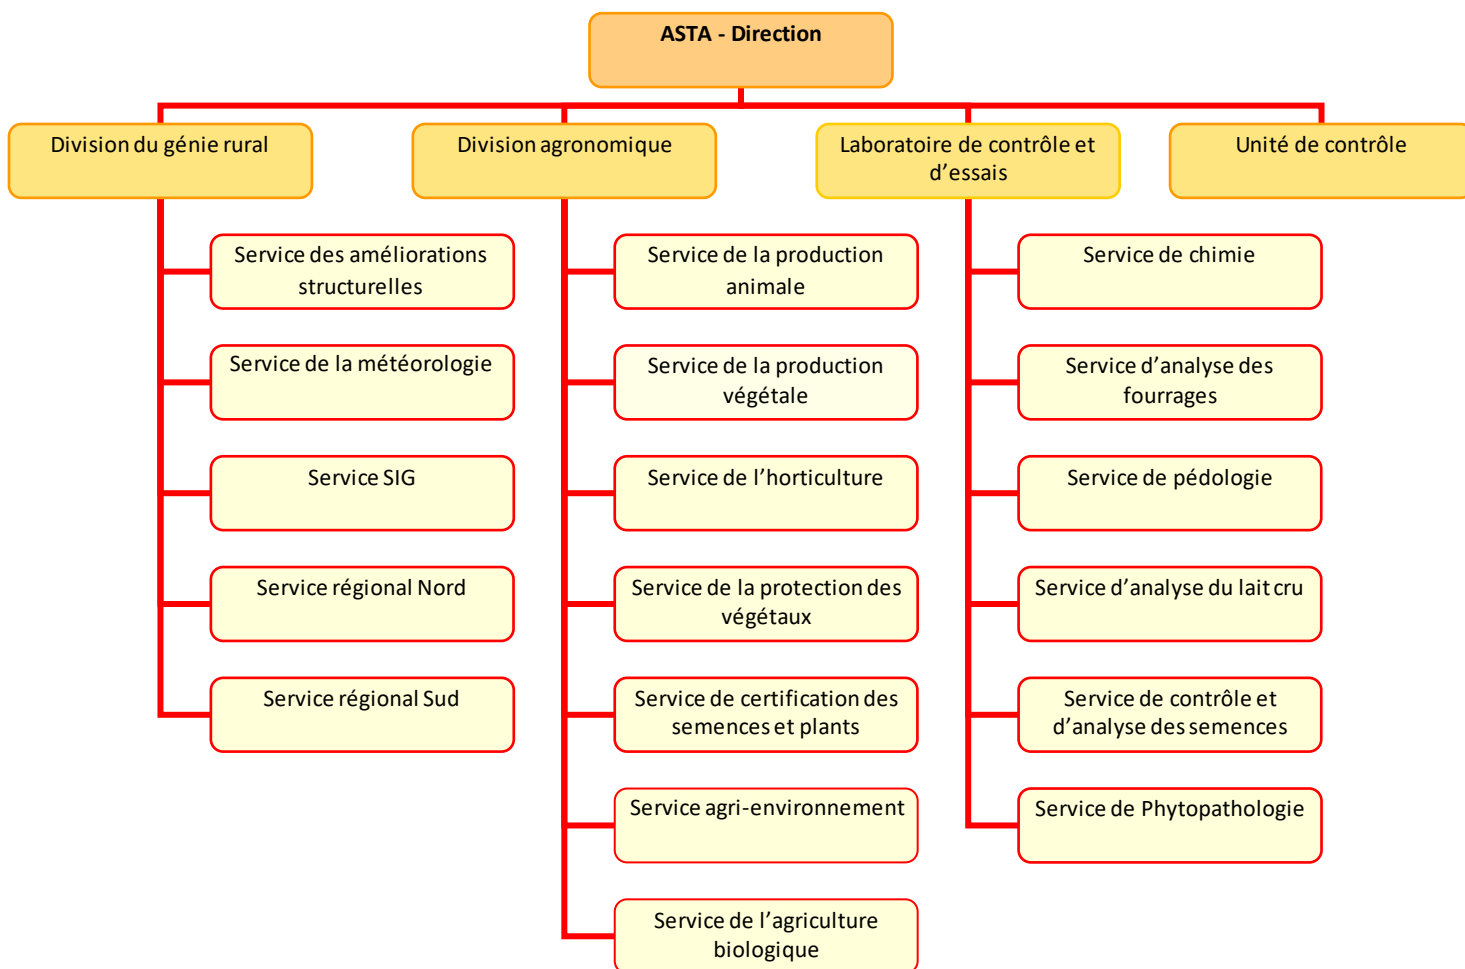 ASTA - Direction
Division du génie rural
Division agronomique
Laboratoire de contrôle et
d’essais
Unité de contrôle
Service des améliorations
structurelles
Service de la météorologie
Service SIG
Service régional Nord
Service régional Sud
Service de la production
animale
Service de la production
végétale
Service de l’horticulture
Service de la protection des
végétaux
Service de certification des
semences et plants
Service agri-environnement
Service de l’agriculture
biologique
Service de chimie
Service d’analyse des
fourrages
Service de pédologie
Service d’analyse du lait cru
Service de contrôle et
d’analyse des semences
Service de Phytopathologie